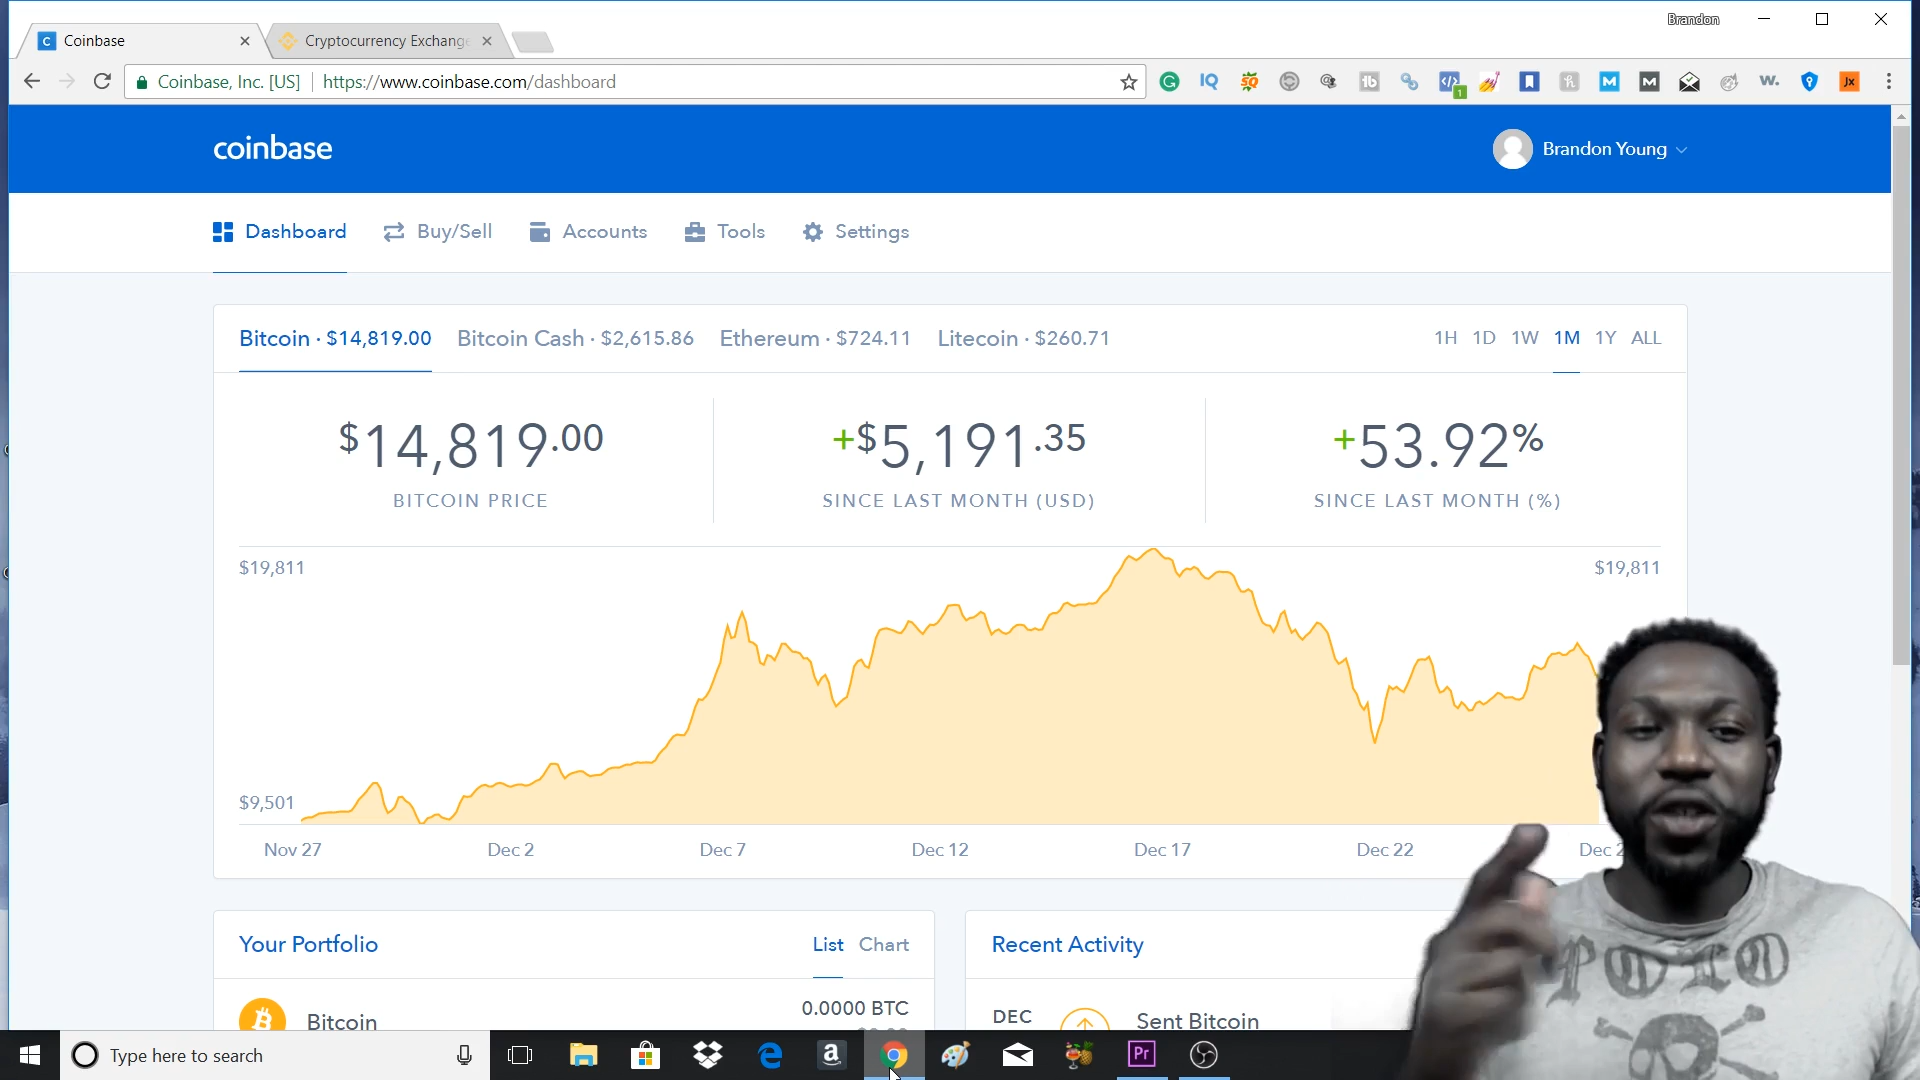 Brandon
Coinbase
Cryptocurrency Exchang
Coinbase, Inc. [US] https://www.coinbase.com/dashboard
coinbase
Brandon Young
Dashboard Buy/Sell Accounts Tools Settings
Bitcoin · $14,819.00 Bitcoin Cash · $2,615.86 Ethereum · $724.11 Litecoin · $260.71 1H 1D 1W 1M 1Y ALL
$14,819.00 +$5,191.35 +53.92%
BITCOIN PRICE SINCE LAST MONTH (USD) SINCE LAST MONTH (%)
$19,811 $19,811
$9,501
Nov 27 Dec 2 Dec 7 Dec 12 Dec 17 Dec 22 Dec 2
Your Portfolio List Chart Recent Activity
Bitcoin 0.0000 BTC DEC Sent Bitcoin
POLO
Type here to search